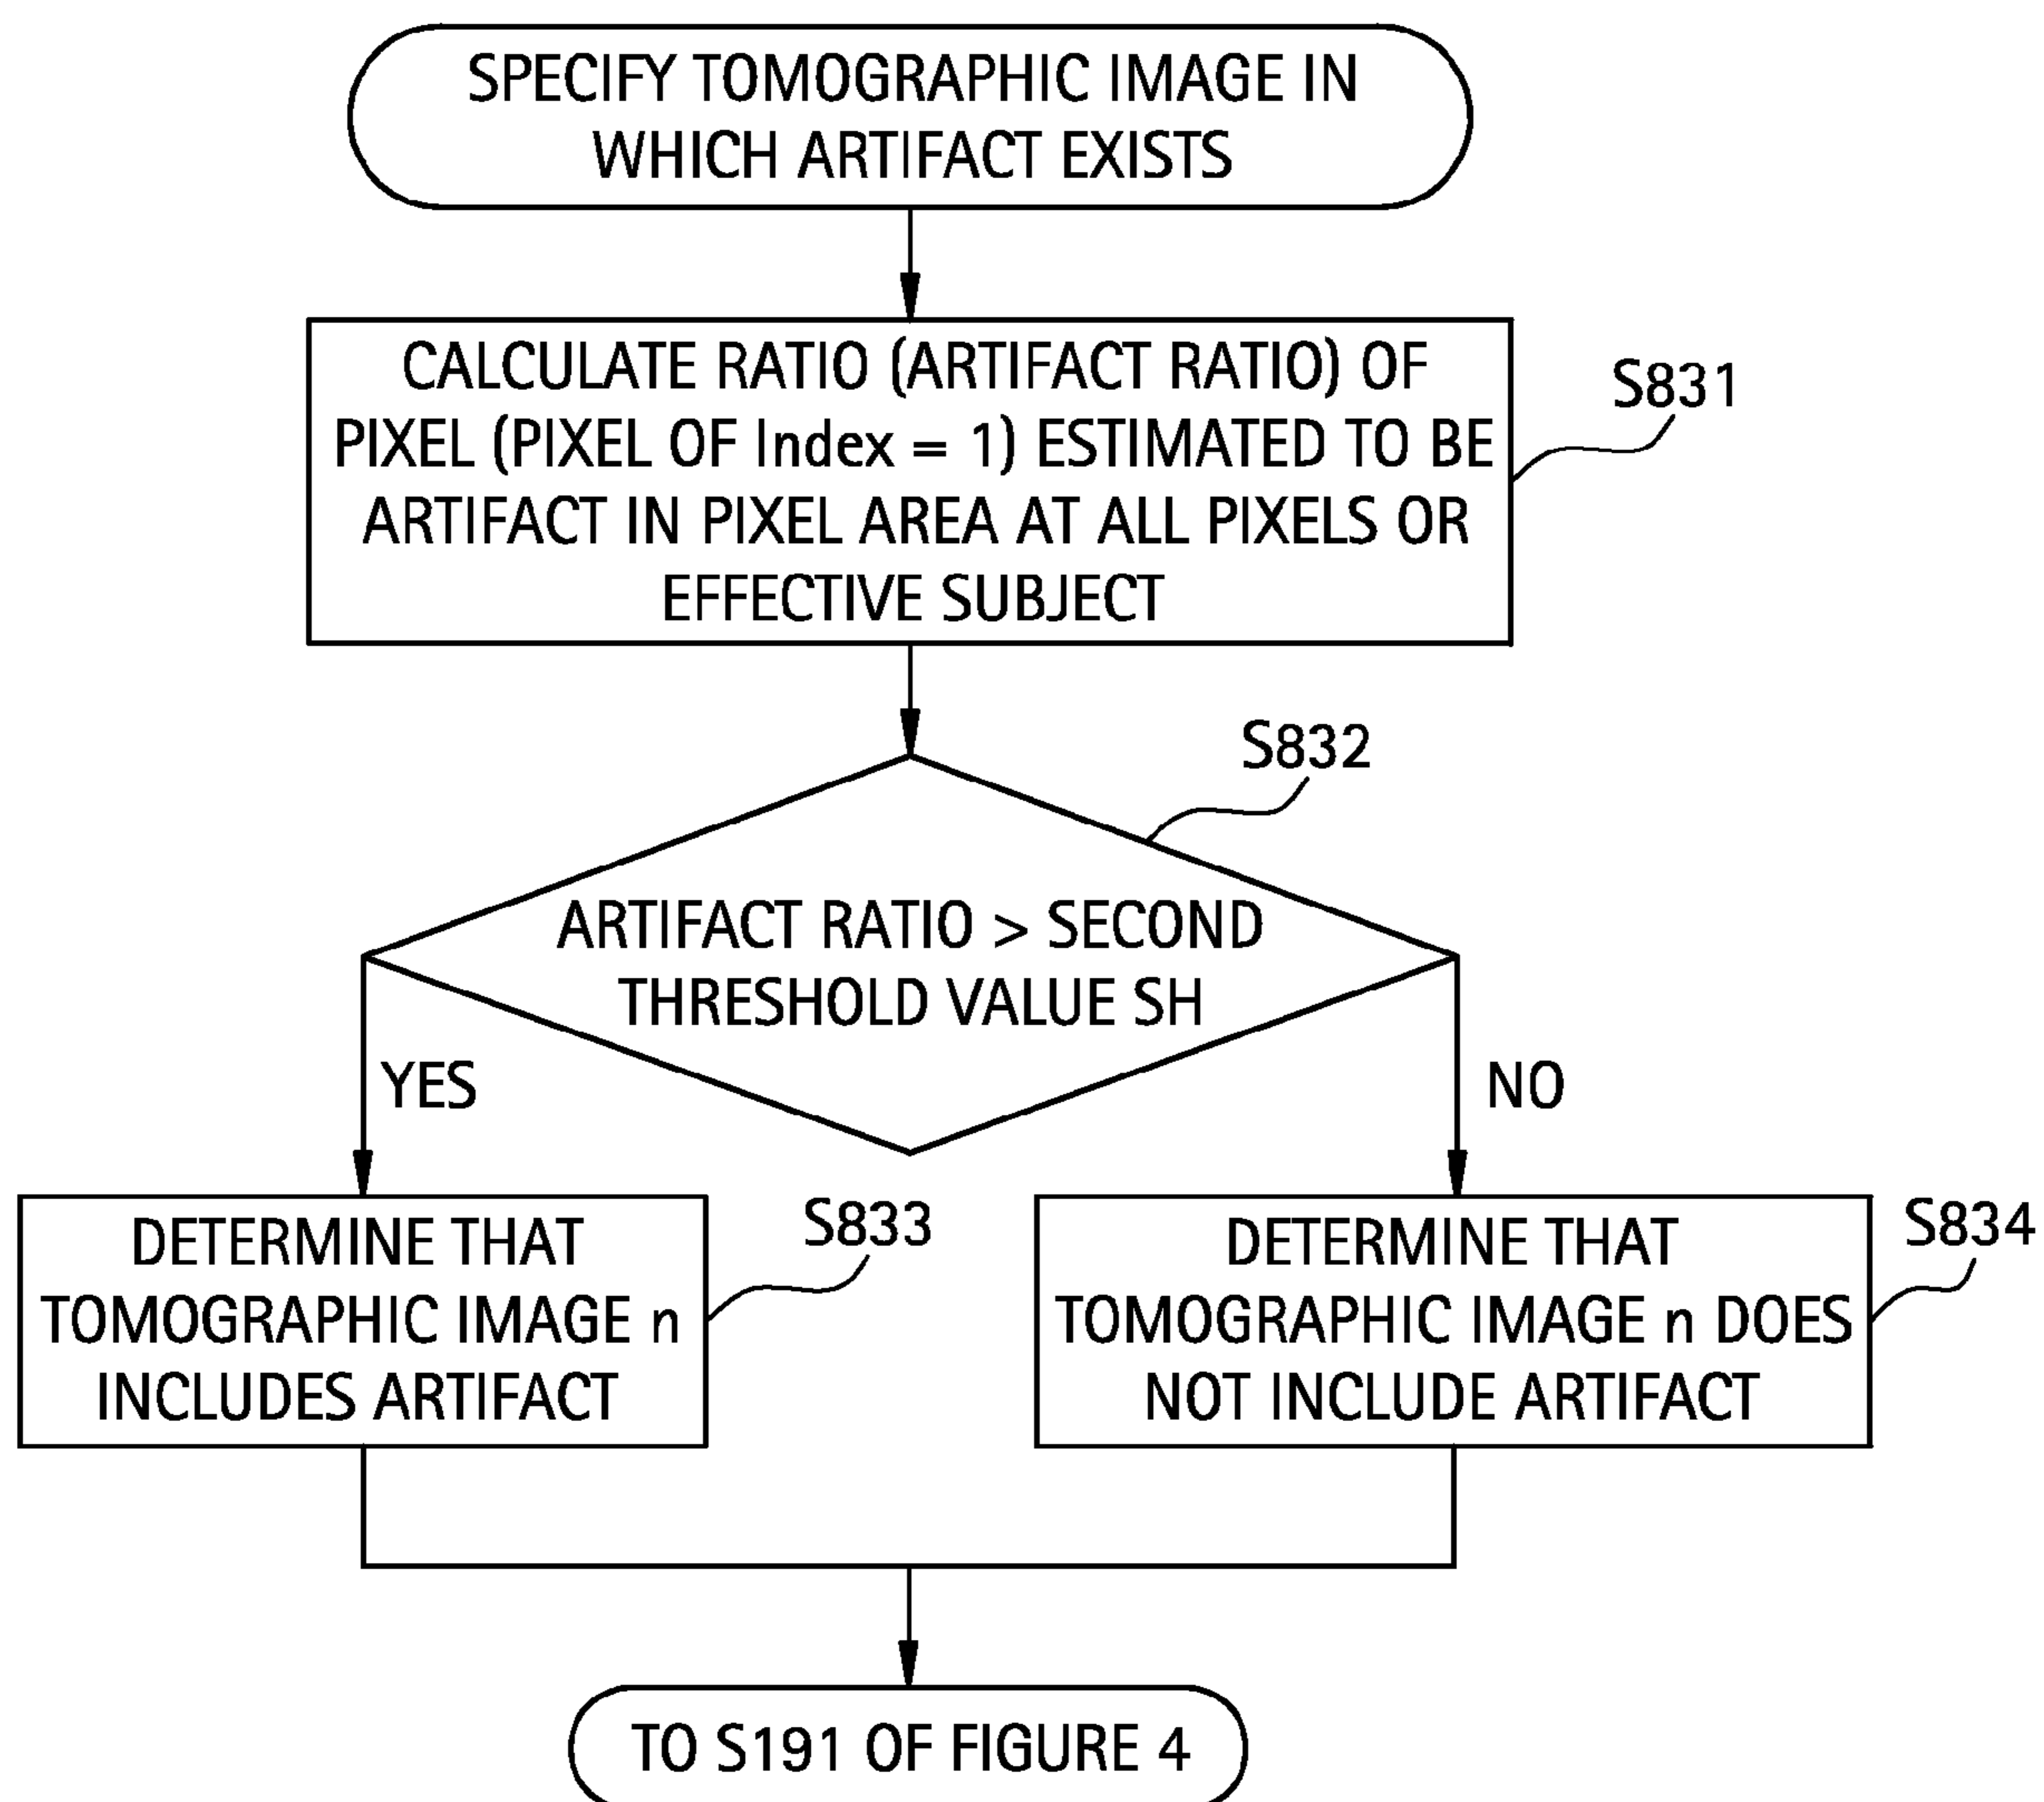 SPECIFY TOMOGRAPHIC IMAGE IN
WHICH ARTIFACT EXISTS
CALCULATE RATIO (ARTIFACT RATIO) OF
PIXEL (PIXEL OF Index = 1) ESTIMATED TO BE
ARTIFACT IN PIXEL AREA AT ALL PIXELS OR
EFFECTIVE SUBJECT
S831
S832
ARTIFACT RATIO > SECOND
THRESHOLD VALUE SH
YES
NO
DETERMINE THAT
TOMOGRAPHIC IMAGE n
INCLUDES ARTIFACT
S833
DETERMINE THAT
TOMOGRAPHIC IMAGE n DOES
NOT INCLUDE ARTIFACT
S834
TO S191 OF FIGURE 4